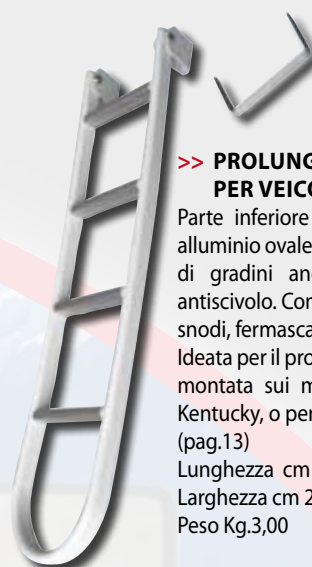 >> PROLUNG
PER VEICO
Parte inferiore
alluminio ovale
di gradini an
antiscivolo. Con
snodi, fermasca
Ideata per il pro
montata sui m
Kentucky, o per
(pag.13)
Lunghezza cm
Larghezza cm 2
Peso Kg.3,00